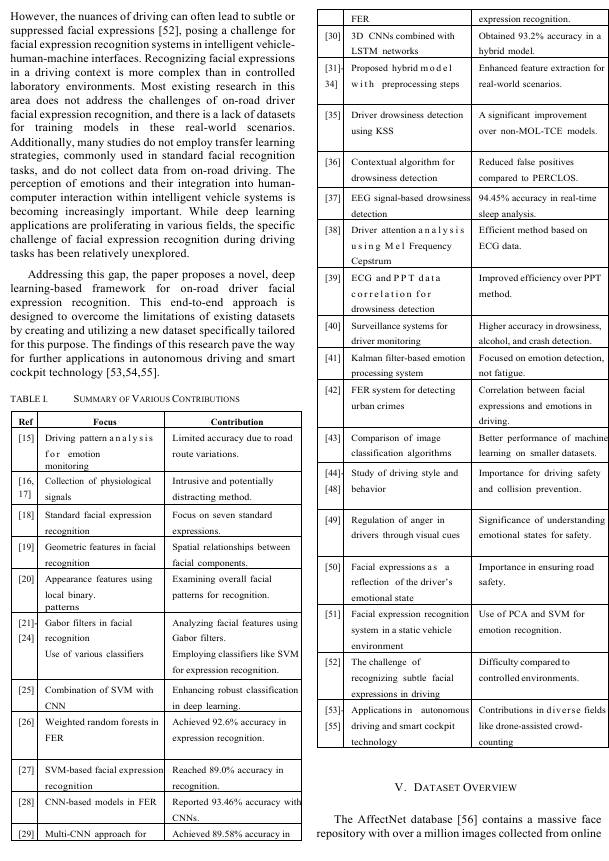 However, the nuances of driving can often lead to subtle or
suppressed facial expressions [52], posing a challenge for
facial expression recognition systems in intelligent vehicle-
human-machine interfaces. Recognizing facial expressions
in a driving context is more complex than in controlled
laboratory environments. Most existing research in this
area does not address the challenges of on-road driver
facial expression recognition, and there is a lack of datasets
for training models in these real-world scenarios.
Additionally, many studies do not employ transfer learning
strategies, commonly used in standard facial recognition
tasks, and do not collect data from on-road driving. The
perception of emotions and their integration into human-
computer interaction within intelligent vehicle systems is
becoming increasingly important. While deep learning
applications are proliferating in various fields, the specific
challenge of facial expression recognition during driving
tasks has been relatively unexplored.
Addressing this gap, the paper proposes a novel, deep
learning-based framework for on-road driver facial
expression recognition. This end-to-end approach is
designed to overcome the limitations of existing datasets
by creating and utilizing a new dataset specifically tailored
for this purpose. The findings of this research pave the way
for further applications in autonomous driving and smart
cockpit technology [53,54,55].
TABLE I. SUMMARY OF VARIOUS CONTRIBUTIONS
Ref Focus Contribution
[15] Driving pattern analysis Limited accuracy due to road
for emotion route variations.
monitoring
[16, Collection of physiological Intrusive and potentially
17] signals distracting method.
[18] Standard facial expression Focus on seven standard
recognition expressions.
[19] Geometric features in facial Spatial relationships between
recognition facial components.
[20] Appearance features using Examining overall facial
local binary. patterns for recognition.
patterns
[21]- Gabor filters in facial Analyzing facial features using
[24] recognition Gabor filters.
Use of various classifiers Employing classifiers like SVM
for expression recognition.
[25] Combination of SVM with Enhancing robust classification
CNN in deep learning.
[26] Weighted random forests in Achieved 92.6% accuracy in
FER expression recognition.
[27] SVM-based facial expression Reached 89.0% accuracy in
recognition recognition.
[28] CNN-based models in FER Reported 93.46% accuracy with
CNNs.
[29] Multi-CNN approach for Achieved 89.58% accuracy in
FER expression recognition.
[30] 3D CNNs combined with Obtained 93.2% accuracy in a
LSTM networks hybrid model.
[31]- Proposed hybrid model Enhanced feature extraction for
34] with preprocessing steps real-world scenarios.
[35] Driver drowsiness detection A significant improvement
using KSS over non-MOL-TCE models.
[36] Contextual algorithm for Reduced false positives
drowsiness detection compared to PERCLOS.
[37] EEG signal-based drowsiness 94.45% accuracy in real-time
detection sleep analysis.
[38] Driver attention analysis Efficient method based on
using Mel Frequency ECG data.
Cepstrum
[39] ECG and PPT data Improved efficiency over PPT
correlation for method.
drowsiness detection
[40] Surveillance systems for Higher accuracy in drowsiness,
driver monitoring alcohol, and crash detection.
[41] Kalman filter-based emotion Focused on emotion detection,
processing system not fatigue.
[42] FER system for detecting Correlation between facial
urban crimes expressions and emotions in
driving.
[43] Comparison of image Better performance of machine
classification algorithms learning on smaller datasets.
[44]- Study of driving style and Importance for driving safety
[48] behavior and collision prevention.
[49] Regulation of anger in Significance of understanding
drivers through visual cues emotional states for safety.
[50] Facial expressions as a Importance in ensuring road
reflection of the driver's safety.
emotional state
[51] Facial expression recognition Use of PCA and SVM for
system in a static vehicle emotion recognition.
environment
[52] The challenge of Difficulty compared to
recognizing subtle facial controlled environments.
expressions in driving
[53]- Applications in autonomous Contributions in diverse fields
[55] driving and smart cockpit like drone-assisted crowd-
technology counting
V. DATASET OVERVIEW
The AffectNet database [56] contains a massive face
repository with over a million images collected from online